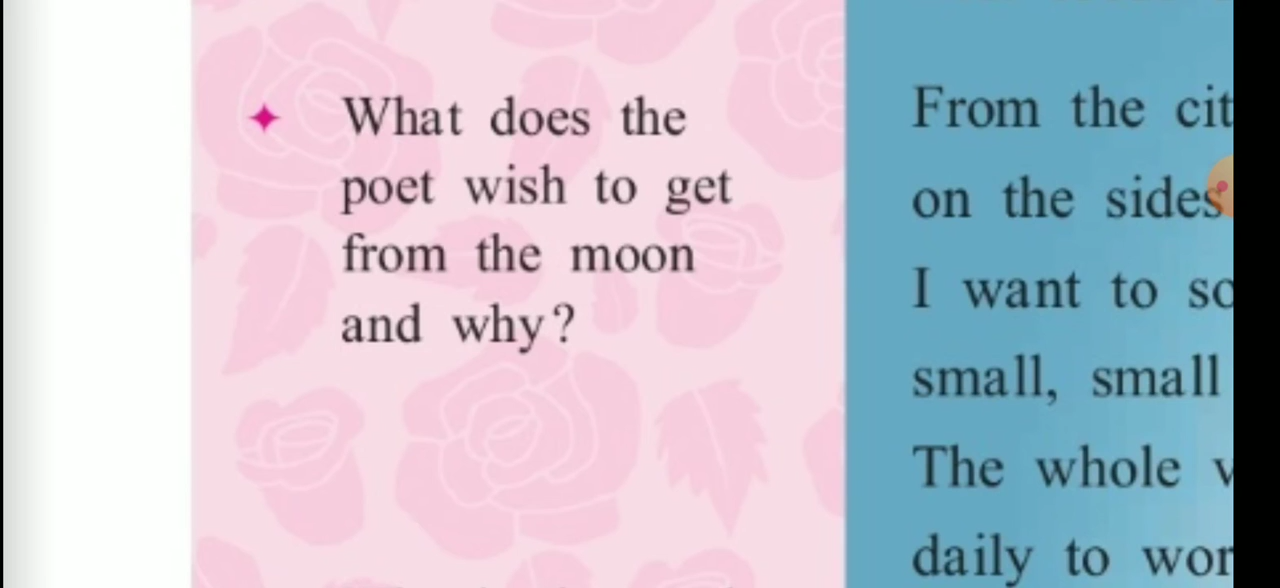 What does the
poet wish to get
from the moon
and why?
From the
on the sides
I want to
small, small
The whole
daily to